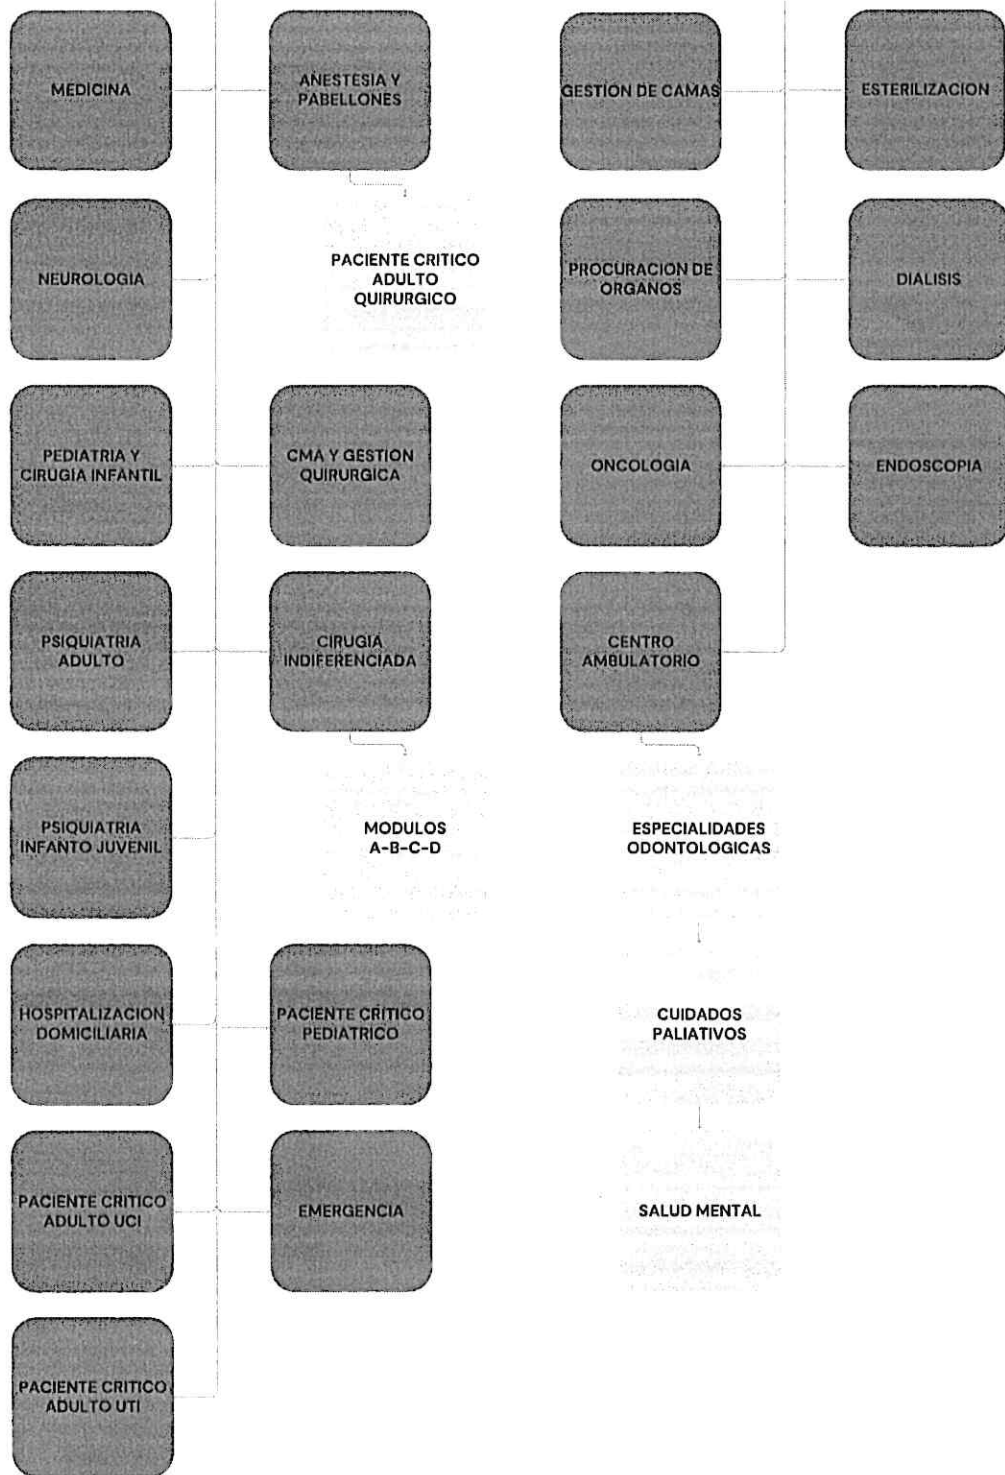 MEDICINA
ANESTESIA Y
PABELLONES
GESTION DE CAMAS
ESTERILIZACION
NEUROLOGIA
PACIENTE CRITICO
ADULTO
QUIRURGICO
PROCURACION DE
ORGANOS
DIALISIS
PEDIATRIA Y
CIRUGIA INFANTIL
CMA Y GESTION
QUIRURGICA
ONCOLOGIA
ENDOSCOPIA
PSIQUIATRIA
ADULTO
CIRUGIA
INDIFERENCIADA
CENTRO
AMBULATORIO
PSIQUIATRIA
INFANTO JUVENIL
MODULOS
A-B-C-D
ESPECIALIDADES
ODONTOLOGICAS
HOSPITALIZACION
DOMICILIARIA
PACIENTE CRITICO
PEDIATRICO
CUIDADOS
PALIATIVOS
PACIENTE CRITICO
ADULTO UCI
EMERGENCIA
SALUD MENTAL
PACIENTE CRITICO
ADULTO UTI